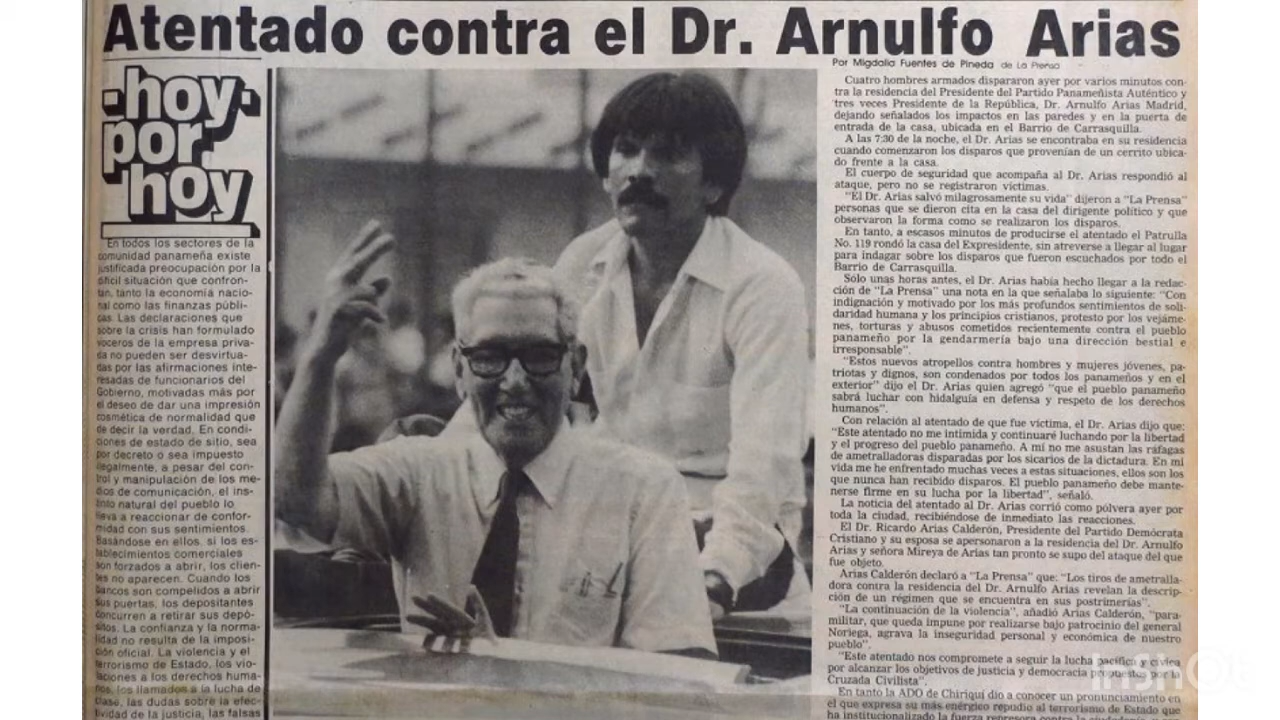 Atentado contra el Dr. Arnulfo Arias
-hoy-
por
hoy
En todos los sectores de la
comunidad panameña existe
justificada preocupación por la
difícil situación que confron-
tan, tanto la economía nacio-
nal como las finanzas públi-
cas. Las declaraciones que
sobre la crisis han formulado
voceros de la empresa priva-
da no pueden ser desvirtua-
das por las afirmaciones inte-
resadas de funcionarios del
Gobierno, motivadas más por
el deseo de dar una impresión
cosmética de normalidad que
de decir la verdad. En condi-
ciones de estado de sitio, sea
por decreto o sea impuesto
ilegalmente, a pesar del con-
trol y manipulación de los me-
dios de comunicación, el ins-
tinto natural del pueblo lo
lleva a reaccionar de confor-
midad con sus sentimientos.
Basándose en ellos, si los es-
tablecimientos comerciales
son forzados a abrir, los clien-
tes no aparecen. Cuando los
bancos son compelidos a abrir
sus puertas, los depositantes
concurren a retirar sus depó-
sitos. La confianza y la norma-
lidad no resulta de la imposi-
ción oficial. La violencia y el
terrorismo de Estado, los vio-
laciones a los derechos huma-
nos, los llamados a la lucha de
clase, las dudas sobre la efec-
tividad de la justicia, las falsas
Por Migdalia Fuentes de Pineda de La Prensa
Cuatro hombres armados dispararon ayer por varios minutos con-
tra la residencia del Presidente del Partido Panameñista Auténtico y
tres veces Presidente de la República, Dr. Arnulfo Arias Madrid,
dejando señalados los impactos en las paredes y en la puerta de
entrada de la casa, ubicada en el Barrio de Carrasquilla.
A las 7:30 de la noche, el Dr. Arias se encontraba en su residencia
cuando comenzaron los disparos que provenían de un cerrito ubica-
do frente a la casa.
El cuerpo de seguridad que acompaña al Dr. Arias respondió al
ataque, pero no se registraron víctimas.
"El Dr. Arias salvó milagrosamente su vida" dijeron a "La Prensa"
personas que se dieron cita en la casa del dirigente político y que
observaron la forma como se realizaron los disparos.
En tanto, a escasos minutos de producirse el atentado el Patrulla
No. 119 rondó la casa del Expresidente, sin atreverse a llegar al lugar
para indagar sobre los disparos que fueron escuchados por todo el
Barrio de Carrasquilla.
Sólo unas horas antes, el Dr. Arias había hecho llegar a la redac-
ción de "La Prensa" una nota en la que señalaba lo siguiente: "Con
indignación y motivado por los más profundos sentimientos de soli-
daridad humana y los principios cristianos, protesto por los vejáme-
nes, torturas y abusos cometidos recientemente contra el pueblo
panameño por la gendarmería bajo una dirección bestial e
irresponsable".
"Estos nuevos atropellos contra hombres y mujeres jóvenes, pa-
triotas y dignos, son condenados por todos los panameños y en el
exterior" dijo el Dr. Arias quien agregó "que el pueblo panameño
sabrá luchar con hidalguía en defensa y respeto de los derechos
humanos".
Con relación al atentado de que fue víctima, el Dr. Arias dijo que:
"Este atentado no me intimida y continuaré luchando por la libertad
y el progreso del pueblo panameño. A mí no me asustan las ráfagas
de ametralladoras disparadas por los sicarios de la dictadura. En mi
vida me he enfrentado muchas veces a estas situaciones, ellos son los
que nunca han recibido disparos. El pueblo panameño debe mante-
nerse firme en su lucha por la libertad", señaló.
La noticia del atentado al Dr. Arias corrió como pólvera ayer por
toda la ciudad, recibiéndose de inmediato las reacciones.
El Dr. Ricardo Arias Calderón, Presidente del Partido Demócrata
Cristiano y su esposa se apersonaron a la residencia del Dr. Arnulfo
Arias y señora Mireya de Arias tan pronto se supo del ataque del que
fue objeto.
Arias Calderón declaró a "La Prensa" que: "Los tiros de ametralla-
dora contra la residencia del Dr. Arnulfo Arias revelan la descrip-
ción de un régimen que se encuentra en sus postrimerías".
"La continuación de la violencia", añadió Arias Calderón, "para-
militar, que queda impune por realizarse bajo patrocinio del general
Noriega, agrava la inseguridad personal y económica de nuestro
pueblo".
"Este atentado nos compromete a seguir la lucha pacífica y cívica
por alcanzar los objetivos de justicia y democracia propuestos por la
Cruzada Civilista".
En tanto la ADO de Chiriquí dio a conocer un pronunciamiento en
el que expresa su más enérgico repudio al terrorismo de Estado que
ha institucionalizado la fuerza represora contra la
InShOt